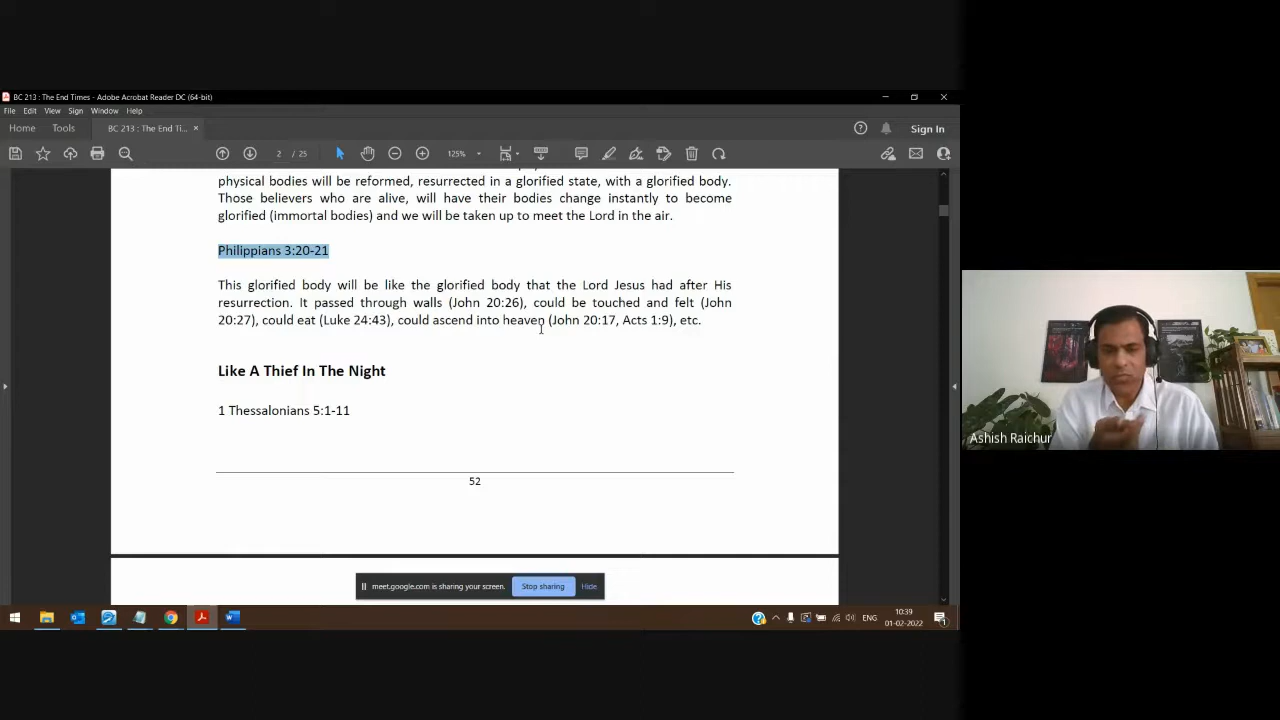 BC 213 : The End Times - Adobe Acrobat Reader DC (64-bit)
File Edit View Sign Window Help
Home Tools BC 213 : The End Ti... × Sign In
2 / 25 125%
physical bodies will be reformed, resurrected in a glorified state, with a glorified body.
Those believers who are alive, will have their bodies change instantly to become
glorified (immortal bodies) and we will be taken up to meet the Lord in the air.
Philippians 3:20-21
This glorified body will be like the glorified body that the Lord Jesus had after His
resurrection. It passed through walls (John 20:26), could be touched and felt (John
20:27), could eat (Luke 24:43), could ascend into heaven (John 20:17, Acts 1:9), etc.
Like A Thief In The Night
1 Thessalonians 5:1-11
52
Ashish Raichur
meet.google.com is sharing your screen. Stop sharing Hide
ENG 10:39
01-02-2022